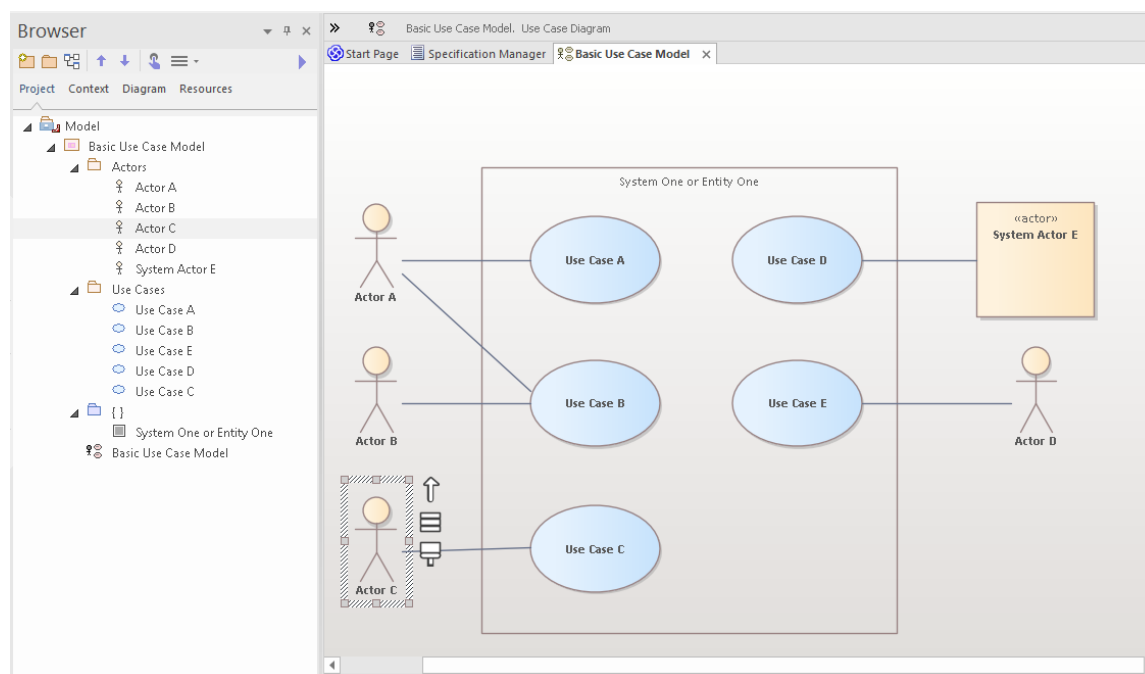 Browser
Project Context Diagram Resources
Model
Basic Use Case Model
Actors
Actor A
Actor B
Actor C
Actor D
System Actor E
Use Cases
Use Case A
Use Case B
Use Case E
Use Case D
Use Case C
{ }
System One or Entity One
Basic Use Case Model
Basic Use Case Model. Use Case Diagram
Start Page Specification Manager Basic Use Case Model
System One or Entity One
«actor»
System Actor E
Use Case A
Use Case D
Actor A
Use Case B
Use Case E
Actor B
Actor D
Use Case C
Actor C